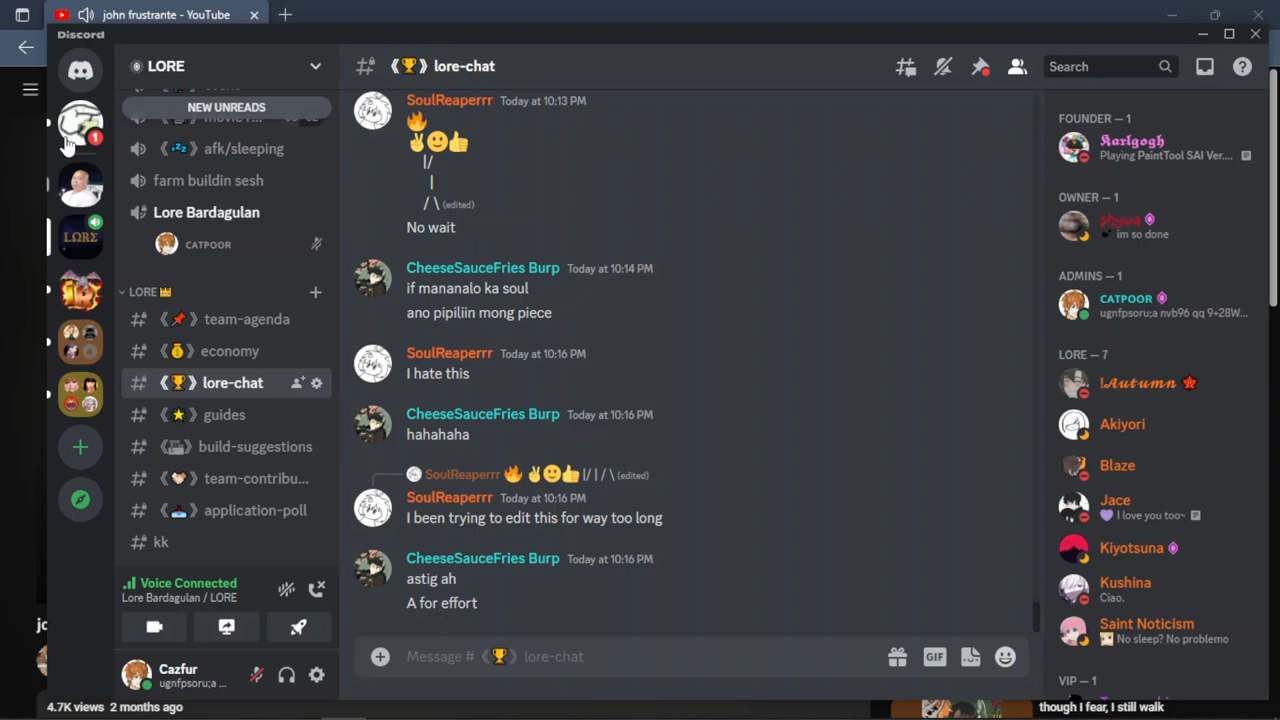 john frustrante - YouTube
Discord
LORE
NEW UNREADS
afk/sleeping
farm buildin sesh
Lore Bardagulan
CATPOOR
LORE👑
《📌》team-agenda
《💰》economy
《🏆》lore-chat
《⭐》guides
build-suggestions
team-contribu...
application-poll
kk
Voice Connected
Lore Bardagulan / LORE
Cazfur
ugnfpsoru;a ...
《🏆》lore-chat
Search
SoulReaperrr Today at 10:13 PM
🔥
✌🙂👍
|/
|
/ \ (edited)
No wait
CheeseSauceFries Burp Today at 10:14 PM
if mananalo ka soul
ano pipiliin mong piece
SoulReaperrr Today at 10:16 PM
I hate this
CheeseSauceFries Burp Today at 10:16 PM
hahahaha
SoulReaperrr 🔥 ✌🙂👍 |/ | / \ (edited)
SoulReaperrr Today at 10:16 PM
I been trying to edit this for way too long
CheeseSauceFries Burp Today at 10:16 PM
astig ah
A for effort
Message # 《🏆》lore-chat
GIF
FOUNDER — 1
𝕶𝖆𝖗𝖑𝖌𝖔𝖌𝖍
Playing PaintTool SAI Ver...
OWNER — 1
im so done
ADMINS — 1
CATPOOR
ugnfpsoru;a nvb96 qq 9+28W...
LORE — 7
!𝓐𝓾𝓽𝓾𝓶𝓷
Akiyori
Blaze
Jace
💜 I love you too~
Kiyotsuna
Kushina
Ciao.
Saint Noticism
No sleep? No problemo
VIP — 1
4.7K views 2 months ago
though I fear, I still walk